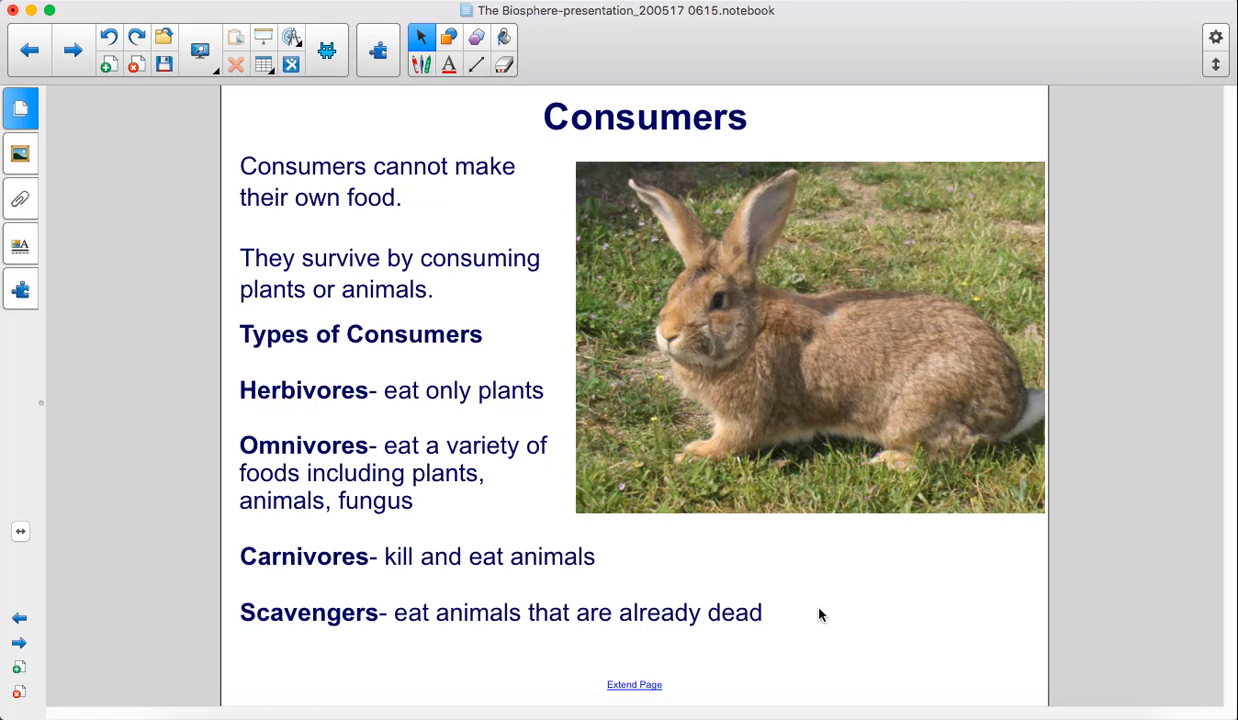 The Biosphere-presentation_200517 0615.notebook
Consumers
Consumers cannot make
their own food.
They survive by consuming
plants or animals.
Types of Consumers
Herbivores- eat only plants
Omnivores- eat a variety of
foods including plants,
animals, fungus
Carnivores- kill and eat animals
Scavengers- eat animals that are already dead
Extend Page